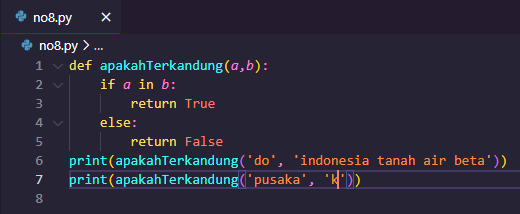 no8.py
no8.py > ...
1 def apakahTerkandung(a,b):
2     if a in b:
3         return True
4     else:
5         return False
6 print(apakahTerkandung('do', 'indonesia tanah air beta'))
7 print(apakahTerkandung('pusaka', 'k'))
8